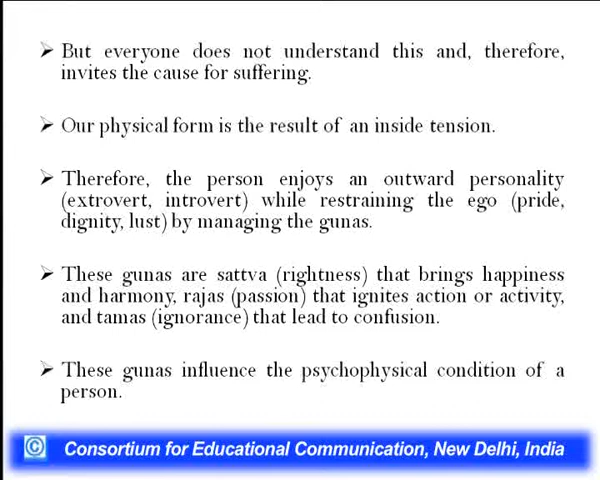 ➢ But everyone does not understand this and, therefore,
invites the cause for suffering.
➢ Our physical form is the result of an inside tension.
➢ Therefore, the person enjoys an outward personality
(extrovert, introvert) while restraining the ego (pride,
dignity, lust) by managing the gunas.
➢ These gunas are sattva (rightness) that brings happiness
and harmony, rajas (passion) that ignites action or activity,
and tamas (ignorance) that lead to confusion.
➢ These gunas influence the psychophysical condition of a
person.
© Consortium for Educational Communication, New Delhi, India